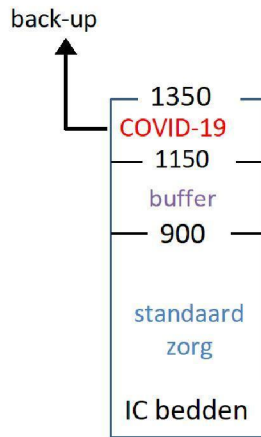 back-up
1350
COVID-19
1150
buffer
900
standaard
zorg
IC bedden